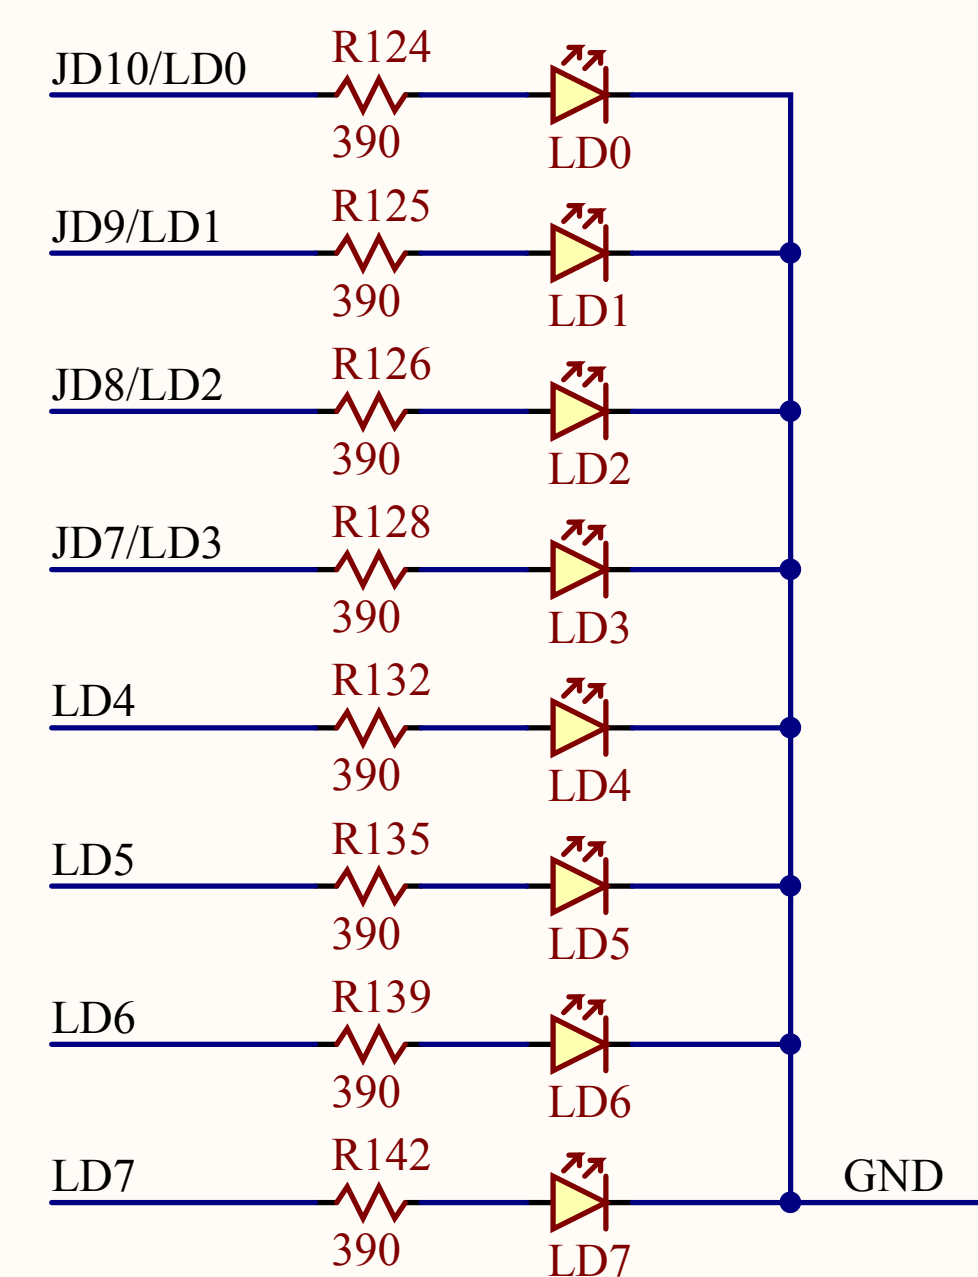 R124
JD10/LD0
390
LD0
R125
JD9/LD1
390
LD1
R126
JD8/LD2
390
LD2
R128
JD7/LD3
390
LD3
R132
LD4
390
LD4
R135
LD5
390
LD5
R139
LD6
390
LD6
R142
LD7
GND
390
LD7